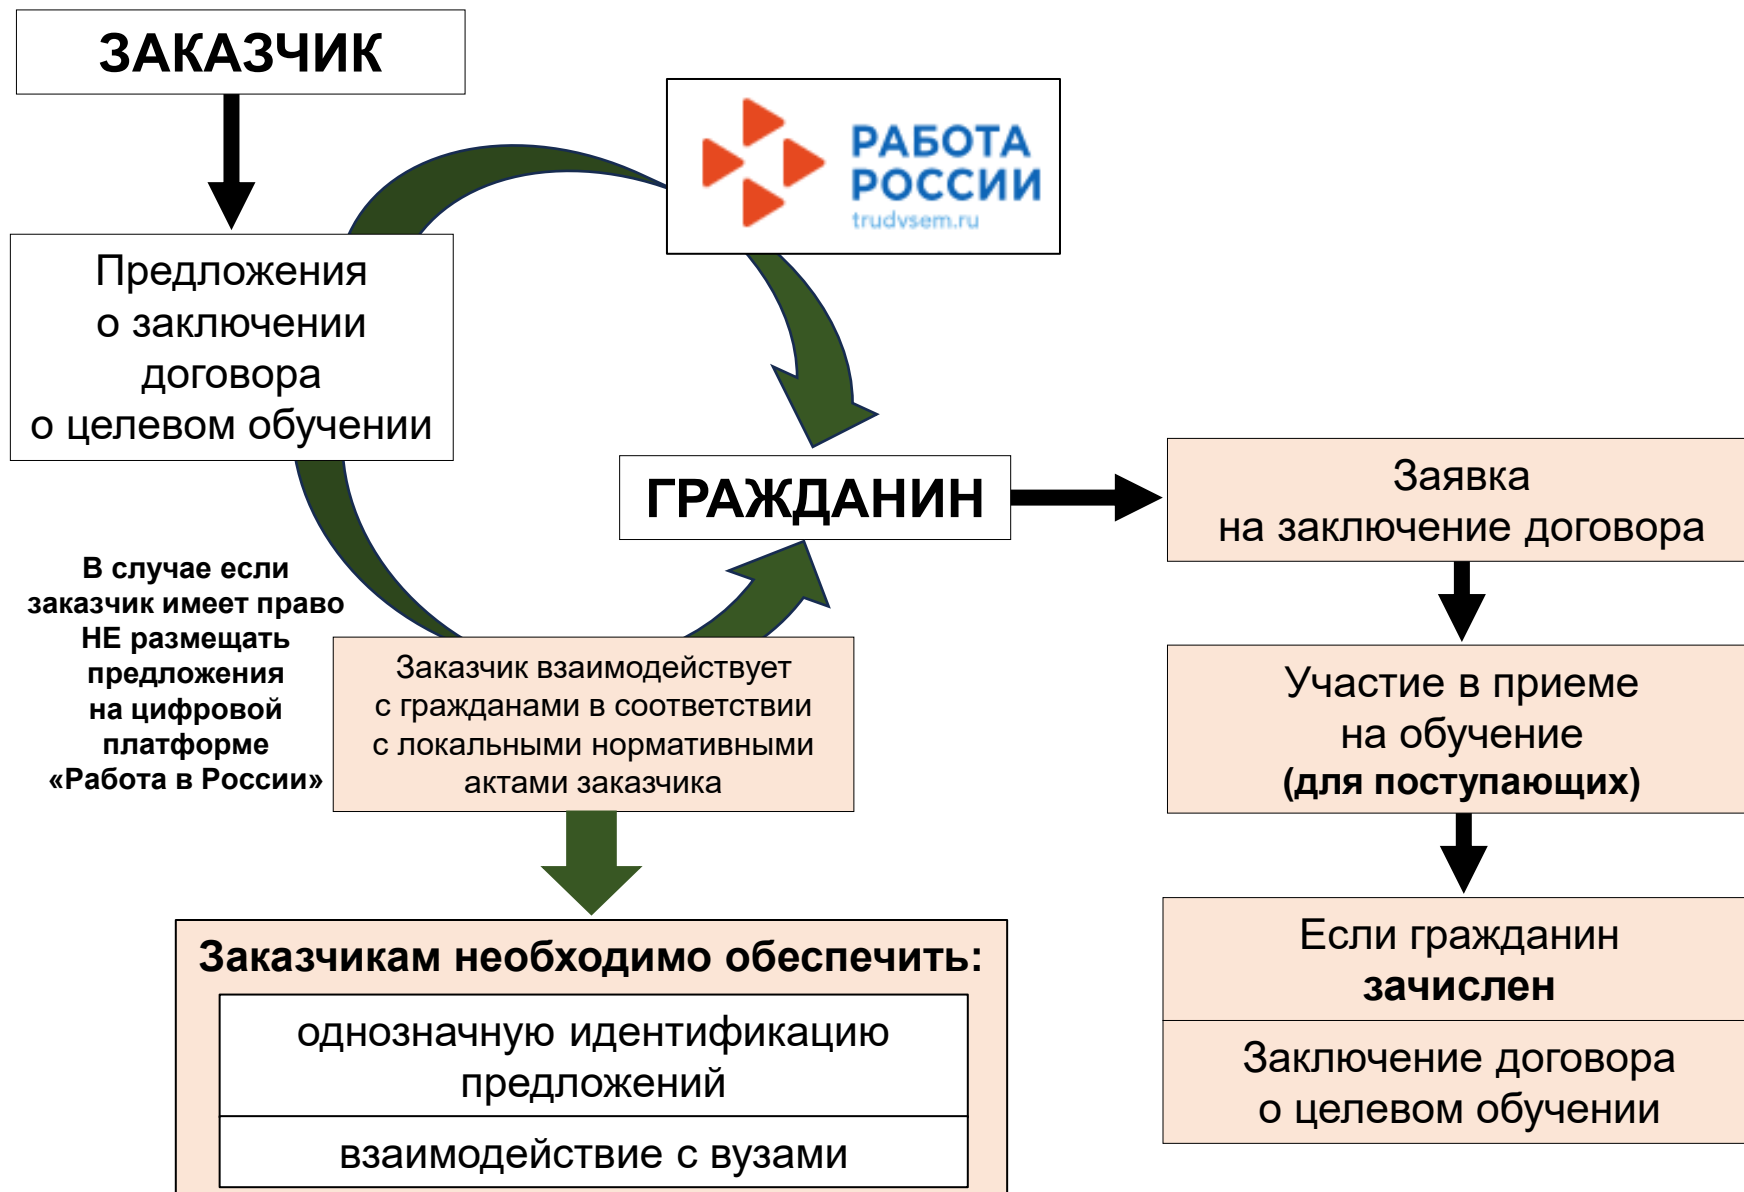 ЗАКАЗЧИК
РАБОТА
РОССИИ
trudvsem.ru
Предложения
о заключении
договора
о целевом обучении
ГРАЖДАНИН
Заявка
на заключение договора
В случае если
заказчик имеет право
НЕ размещать
предложения
на цифровой
платформе
«Работа в России»
Заказчик взаимодействует
с гражданами в соответствии
с локальными нормативными
актами заказчика
Участие в приеме
на обучение
(для поступающих)
Заказчикам необходимо обеспечить:
однозначную идентификацию
предложений
взаимодействие с вузами
Если гражданин
зачислен
Заключение договора
о целевом обучении